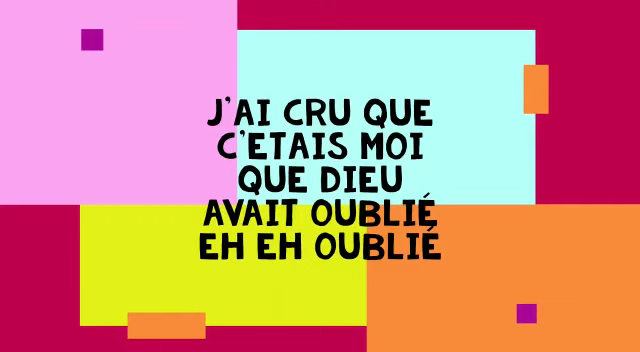 J'AI CRU QUE
C'ETAIS MOI
QUE DIEU
AVAIT OUBLIÉ
EH EH OUBLIÉ